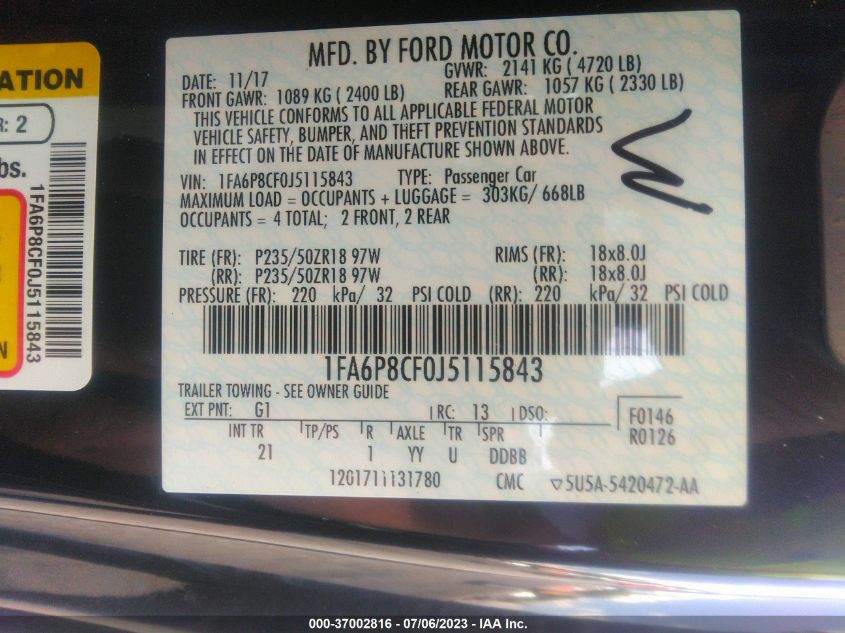 ATION
R: 2
bs.
1FA6P8CF0J5115843
N
MFD. BY FORD MOTOR CO.
DATE: 11/17 GVWR: 2141 KG ( 4720 LB)
FRONT GAWR: 1089 KG ( 2400 LB) REAR GAWR: 1057 KG ( 2330 LB)
THIS VEHICLE CONFORMS TO ALL APPLICABLE FEDERAL MOTOR
VEHICLE SAFETY, BUMPER, AND THEFT PREVENTION STANDARDS
IN EFFECT ON THE DATE OF MANUFACTURE SHOWN ABOVE.
VIN: 1FA6P8CF0J5115843 TYPE: Passenger Car
MAXIMUM LOAD = OCCUPANTS + LUGGAGE = 303KG/ 668LB
OCCUPANTS = 4 TOTAL; 2 FRONT, 2 REAR
TIRE (FR): P235/50ZR18 97W RIMS (FR): 18x8.0J
(RR): P235/50ZR18 97W (RR): 18x8.0J
PRESSURE (FR): 220 kPa/ 32 PSI COLD (RR): 220 kPa/ 32 PSI COLD
1FA6P8CF0J5115843
TRAILER TOWING - SEE OWNER GUIDE
EXT PNT: G1 RC: 13 DSO: F0146
INT TR TP/PS R AXLE TR SPR R0126
21 1 YY U DDBB
12G1711131780 CMC ▽5U5A-5420472-AA
000-37002816 - 07/06/2023 - IAA Inc.